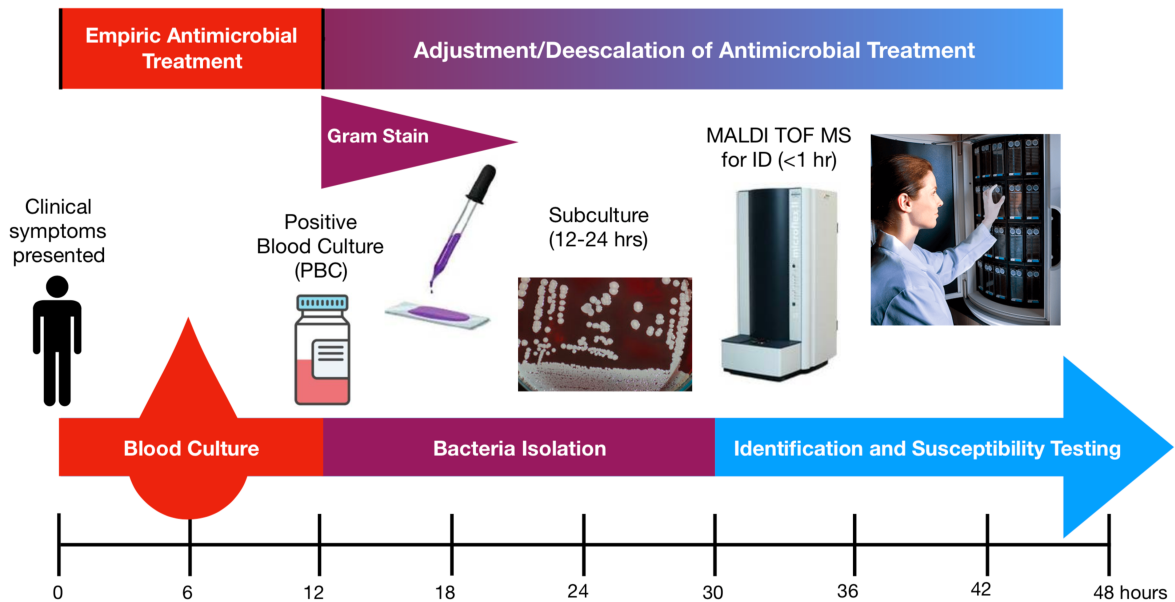 Empiric Antimicrobial
Treatment
Adjustment/Deescalation of Antimicrobial Treatment
Gram Stain
MALDI TOF MS
for ID (<1 hr)
Clinical
symptoms
presented
Positive
Blood Culture
(PBC)
Subculture
(12-24 hrs)
Blood Culture
Bacteria Isolation
Identification and Susceptibility Testing
0 6 12 18 24 30 36 42 48 hours